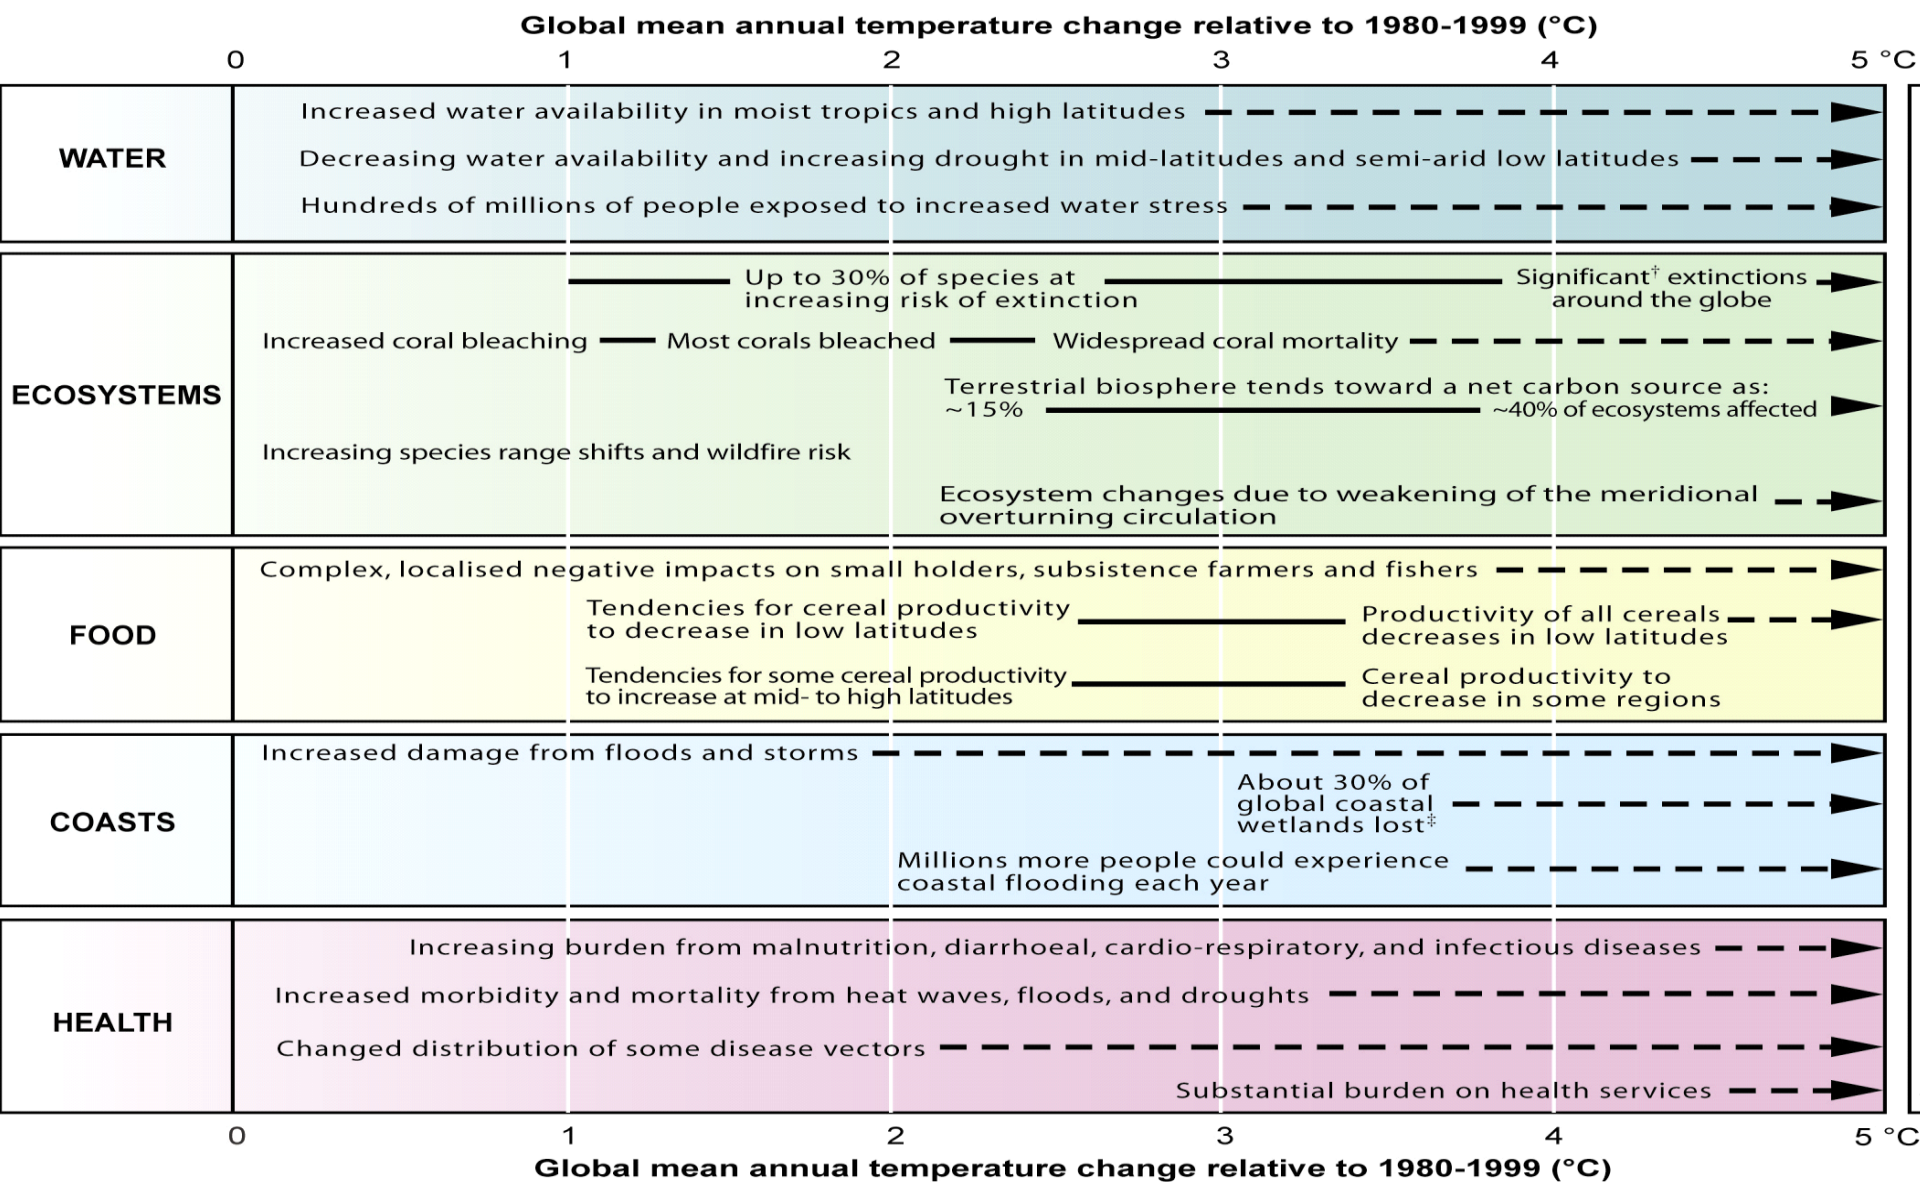 Global mean annual temperature change relative to 1980-1999 (°C)
0 1 2 3 4 5 °C
WATER
Increased water availability in moist tropics and high latitudes
Decreasing water availability and increasing drought in mid-latitudes and semi-arid low latitudes
Hundreds of millions of people exposed to increased water stress
ECOSYSTEMS
Up to 30% of species at
increasing risk of extinction
Significant† extinctions
around the globe
Increased coral bleaching
Most corals bleached
Widespread coral mortality
Terrestrial biosphere tends toward a net carbon source as:
~15%
~40% of ecosystems affected
Increasing species range shifts and wildfire risk
Ecosystem changes due to weakening of the meridional
overturning circulation
FOOD
Complex, localised negative impacts on small holders, subsistence farmers and fishers
Tendencies for cereal productivity
to decrease in low latitudes
Productivity of all cereals
decreases in low latitudes
Tendencies for some cereal productivity
to increase at mid- to high latitudes
Cereal productivity to
decrease in some regions
COASTS
Increased damage from floods and storms
About 30% of
global coastal
wetlands lost‡
Millions more people could experience
coastal flooding each year
HEALTH
Increasing burden from malnutrition, diarrhoeal, cardio-respiratory, and infectious diseases
Increased morbidity and mortality from heat waves, floods, and droughts
Changed distribution of some disease vectors
Substantial burden on health services
0 1 2 3 4 5 °C
Global mean annual temperature change relative to 1980-1999 (°C)